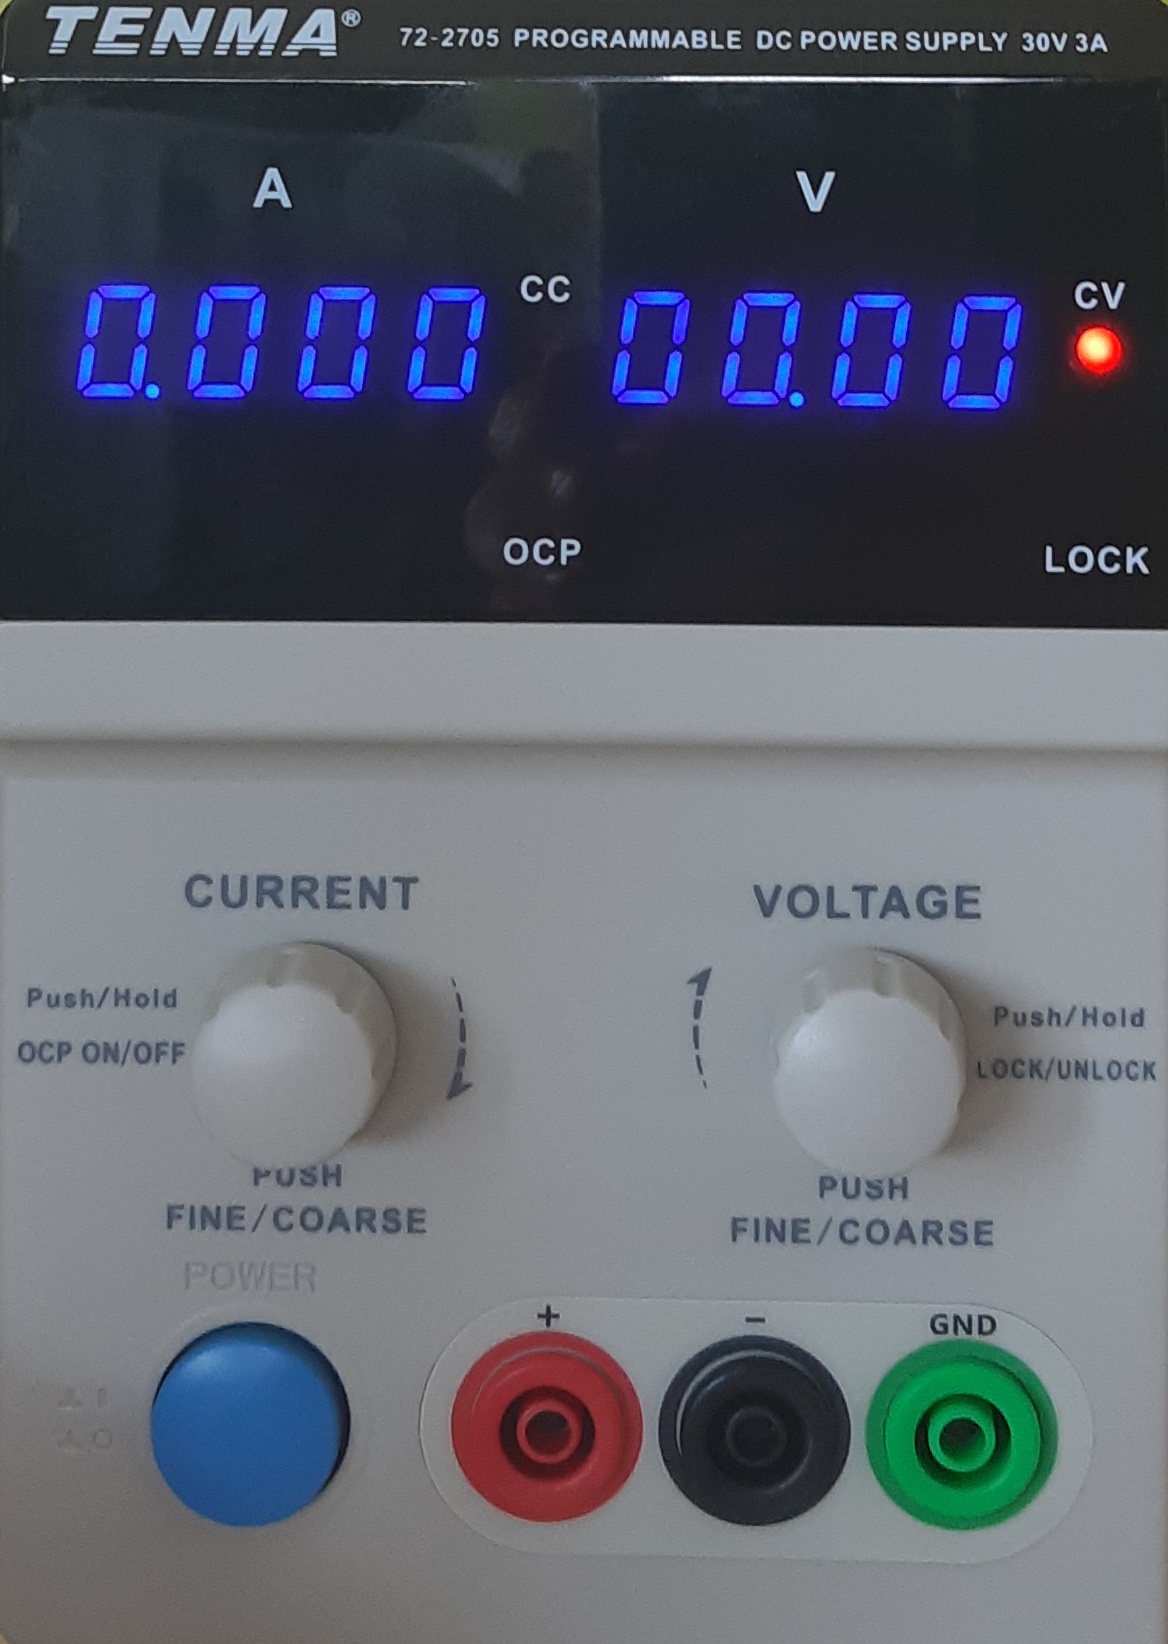 TENMA® 72-2705 PROGRAMMABLE DC POWER SUPPLY 30V 3A
A V
0.000 CC 00.00 CV
OCP LOCK
CURRENT VOLTAGE
Push/Hold
OCP ON/OFF
Push/Hold
LOCK/UNLOCK
PUSH
FINE/COARSE
PUSH
FINE/COARSE
POWER
+ - GND